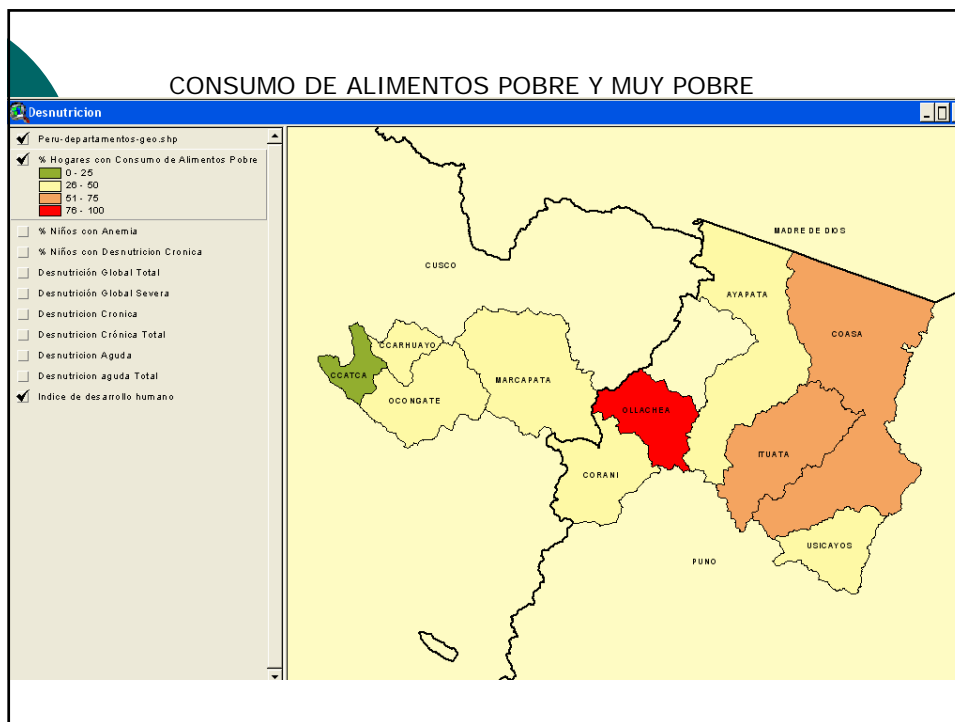 CONSUMO DE ALIMENTOS POBRE Y MUY POBRE
Desnutricion
Peru-departamentos-geo.shp
% Hogares con Consumo de Alimentos Pobre
0 - 25
26 - 50
51 - 75
76 - 100
% Niños con Anemia
% Niños con Desnutricion Cronica
Desnutrición Global Total
Desnutrición Global Severa
Desnutricion Cronica
Desnutrición Crónica Total
Desnutricion Aguda
Desnutricion aguda Total
Indice de desarrollo humano
MADRE DE DIOS
CUSCO
AYAPATA
COASA
CCARHUAYO
CCATCA
MARCAPATA
OCONGATE
OLLACHEA
ITUATA
CORANI
USICAYOS
PUNO